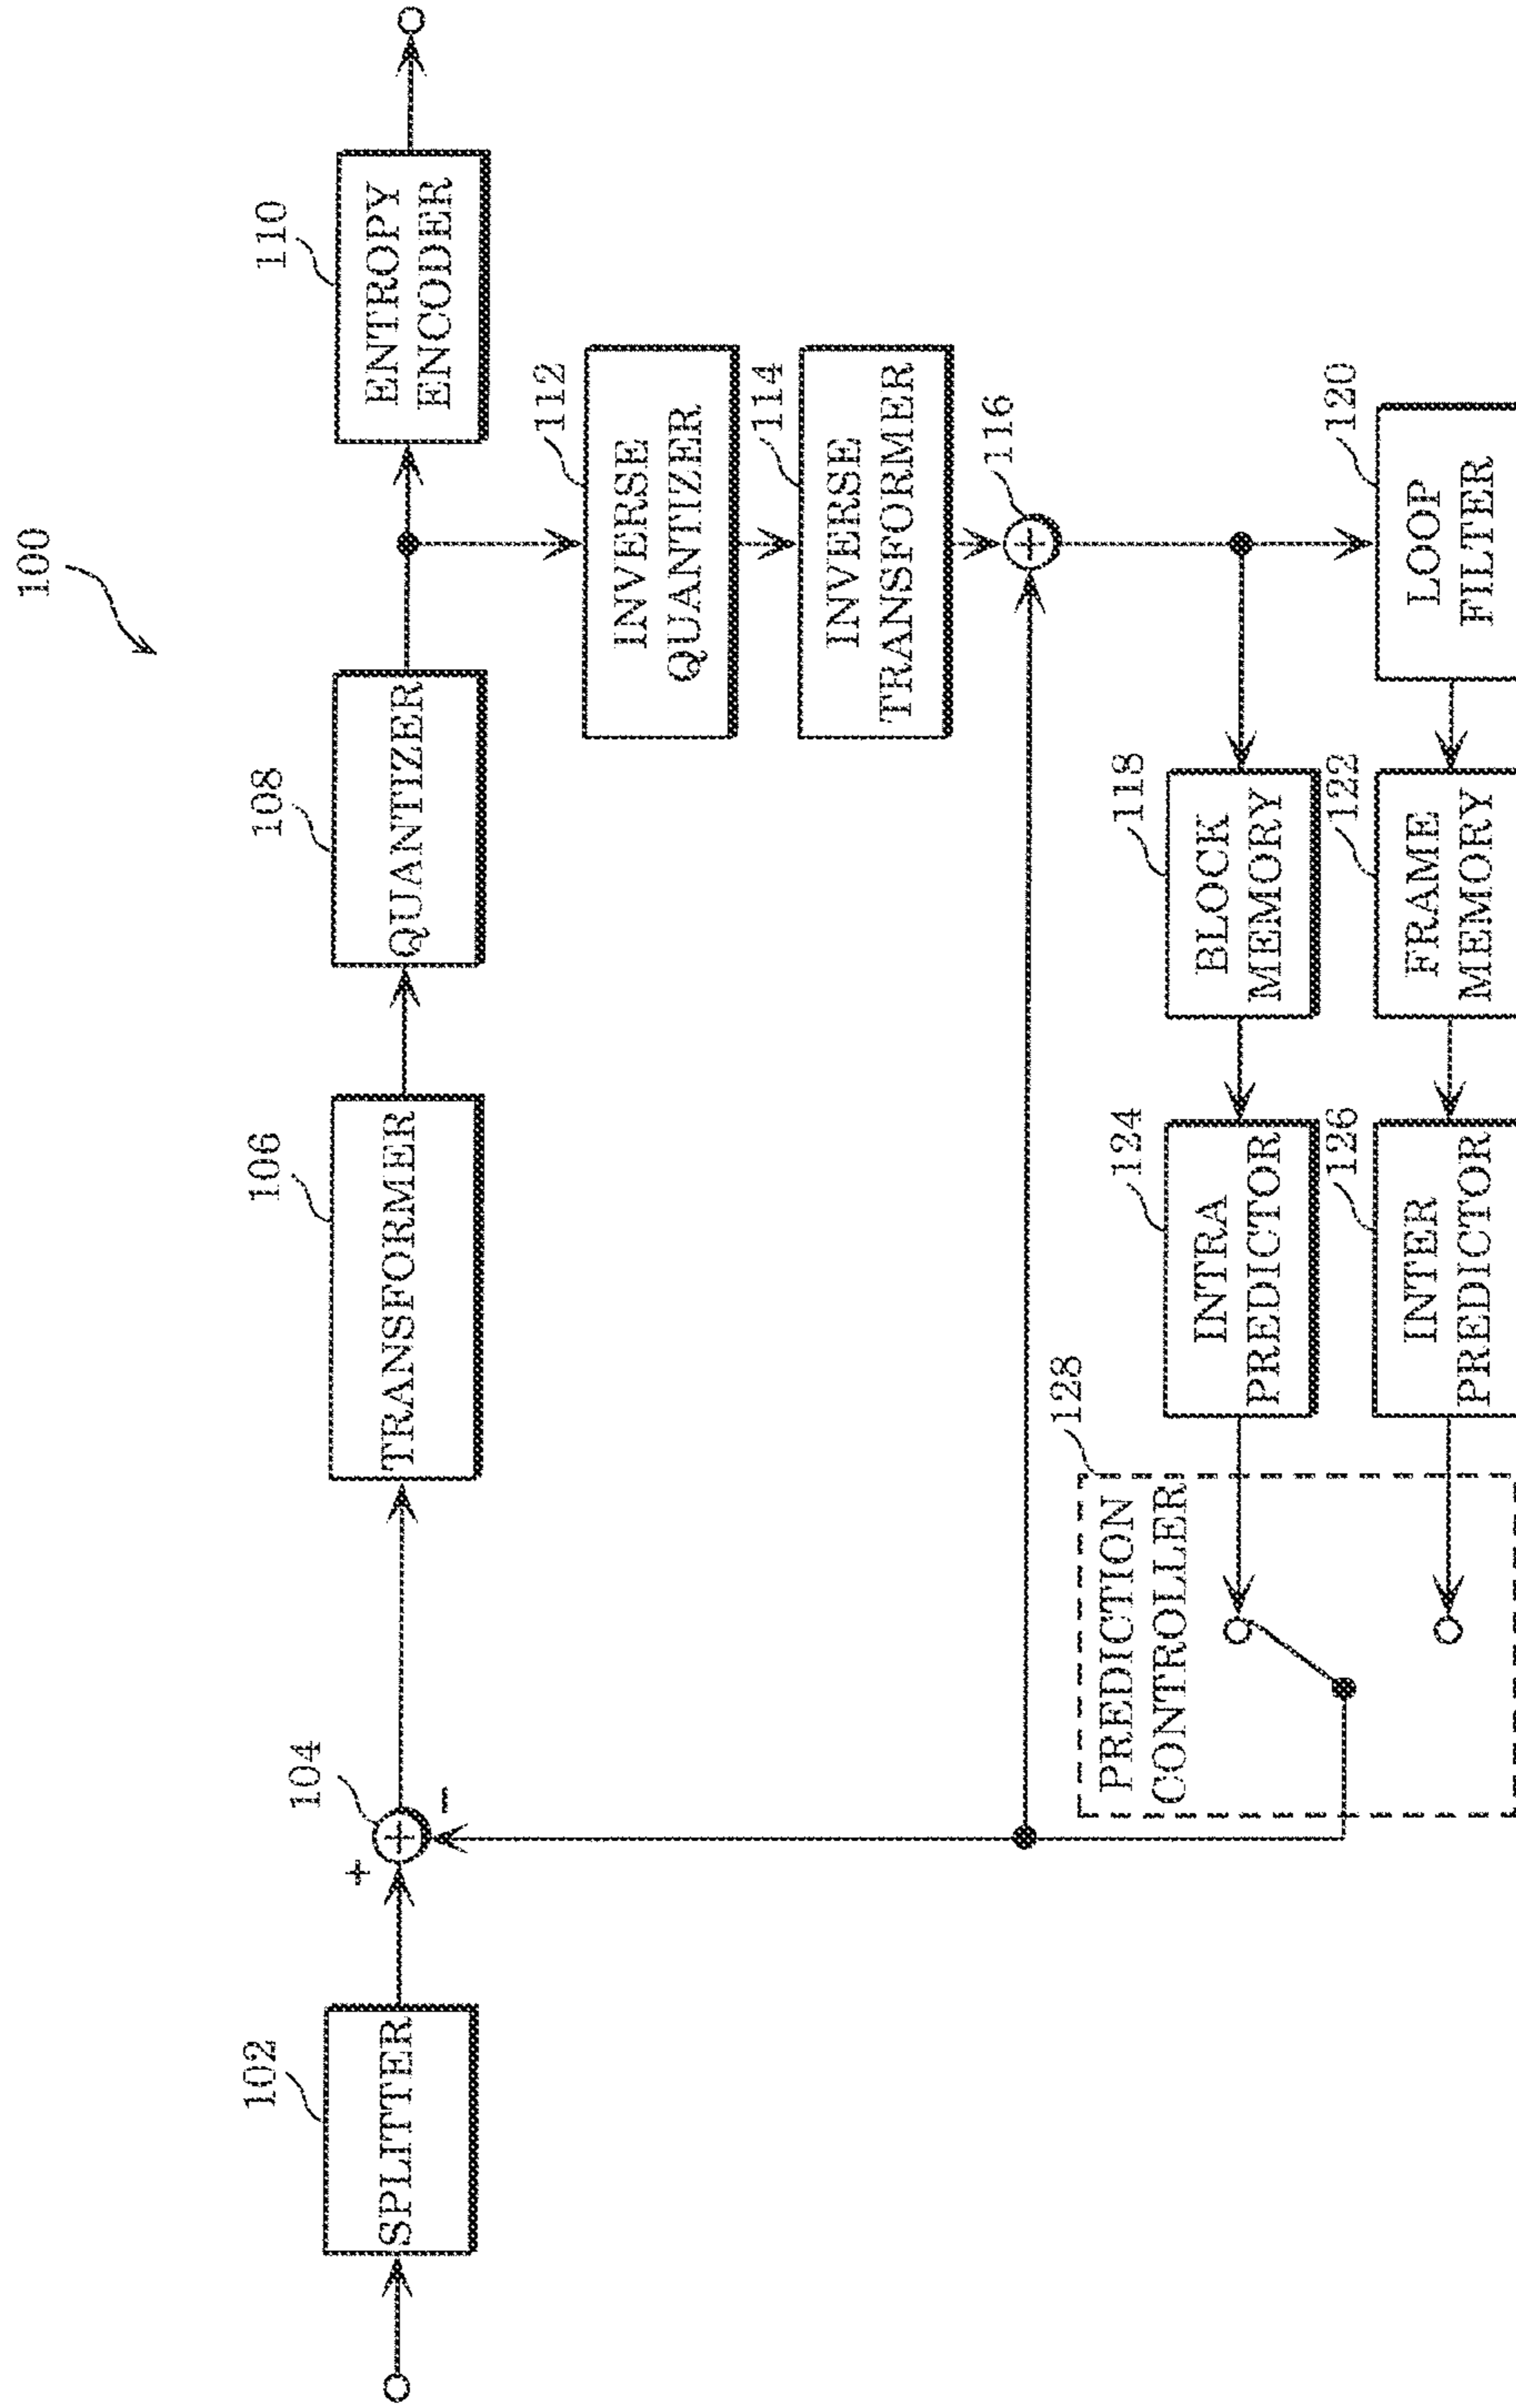 100
102
SPLITTER
104
+
-
106
TRANSFORMER
108
QUANTIZER
110
ENTROPY
ENCODER
112
INVERSE
QUANTIZER
114
INVERSE
TRANSFORMER
116
118
BLOCK
MEMORY
120
LOOP
FILTER
122
FRAME
MEMORY
124
INTRA
PREDICTOR
126
INTER
PREDICTOR
128
PREDICTION
CONTROLLER